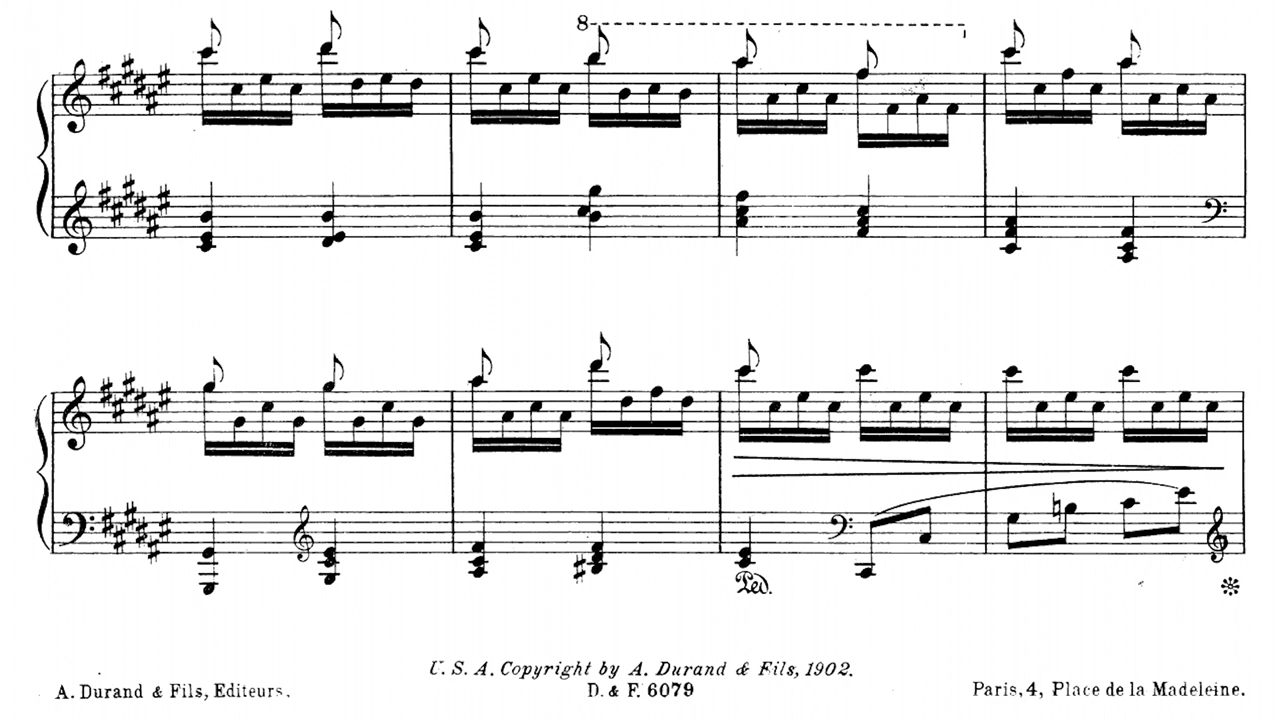 8
Ped.
U. S. A. Copyright by A. Durand & Fils, 1902.
A. Durand & Fils, Editeurs. D. & F. 6079 Paris, 4, Place de la Madeleine.